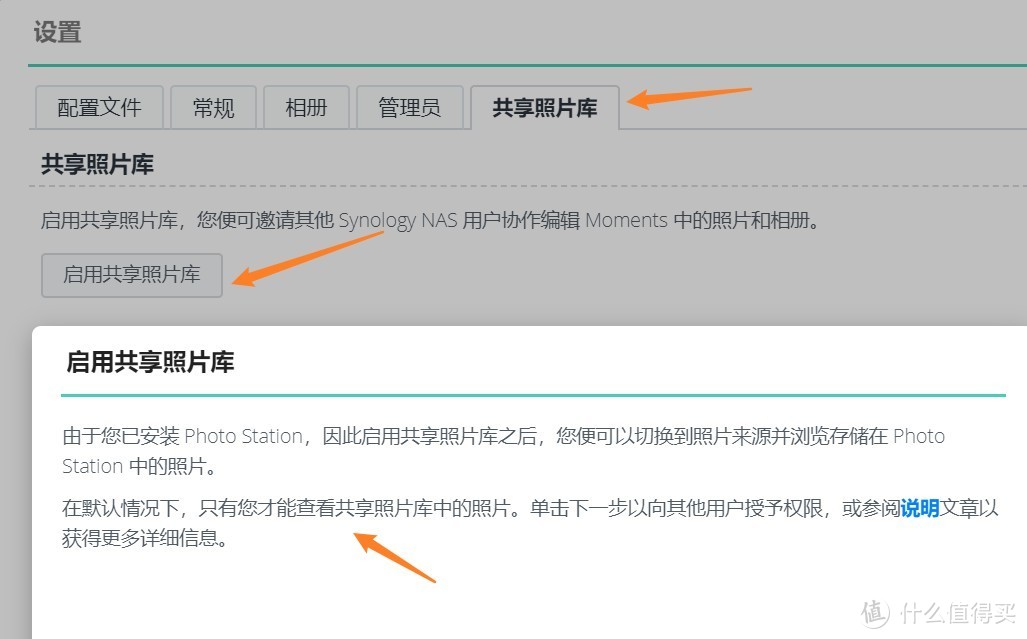 设置
配置文件 常规 相册 管理员 共享照片库
共享照片库
启用共享照片库，您便可邀请其他 Synology NAS 用户协作编辑 Moments 中的照片和相册。
启用共享照片库
启用共享照片库
由于您已安装 Photo Station，因此启用共享照片库之后，您便可以切换到照片来源并浏览存储在 Photo
Station 中的照片。
在默认情况下，只有您才能查看共享照片库中的照片。单击下一步以向其他用户授予权限，或参阅说明文章以
获得更多详细信息。
值 什么值得买